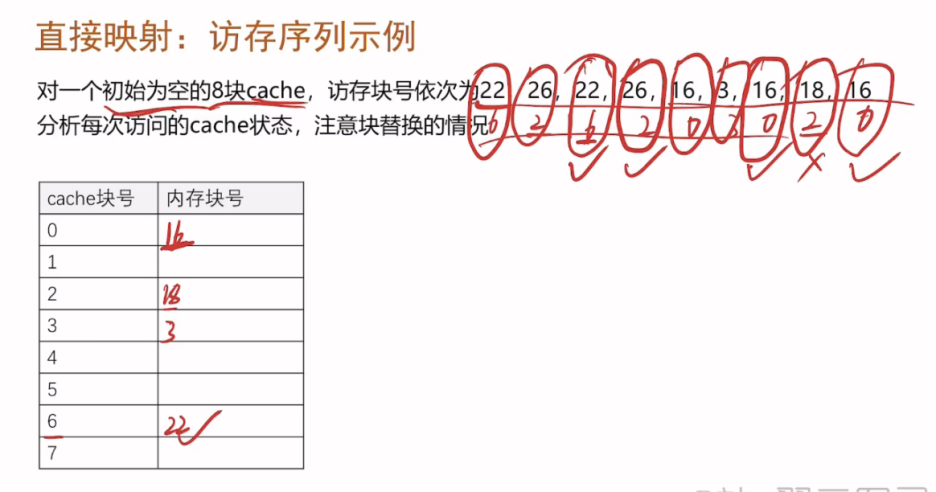 直接映射：访存序列示例
对一个初始为空的8块cache，访存块号依次为22，26，22，26，16，3，16，18，16
分析每次访问的cache状态，注意块替换的情况
6 2 6 2 0 3 0 2 0
cache块号 内存块号
0 16
1
2 18
3 3
4
5
6 22
7